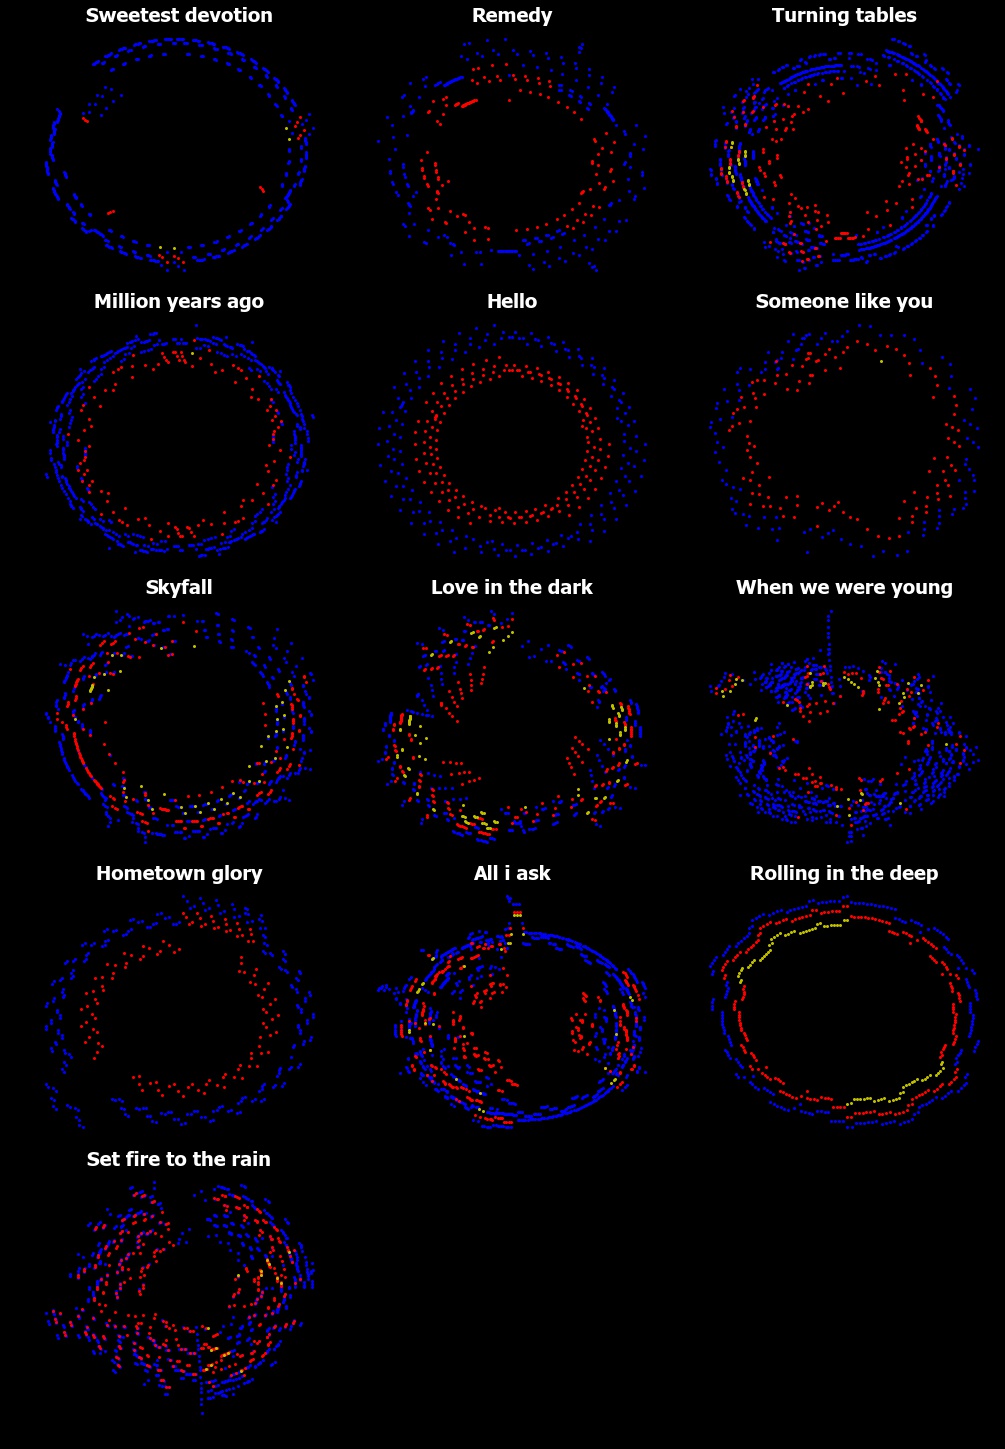 Sweetest devotion
Remedy
Turning tables
Million years ago
Hello
Someone like you
Skyfall
Love in the dark
When we were young
Hometown glory
All i ask
Rolling in the deep
Set fire to the rain